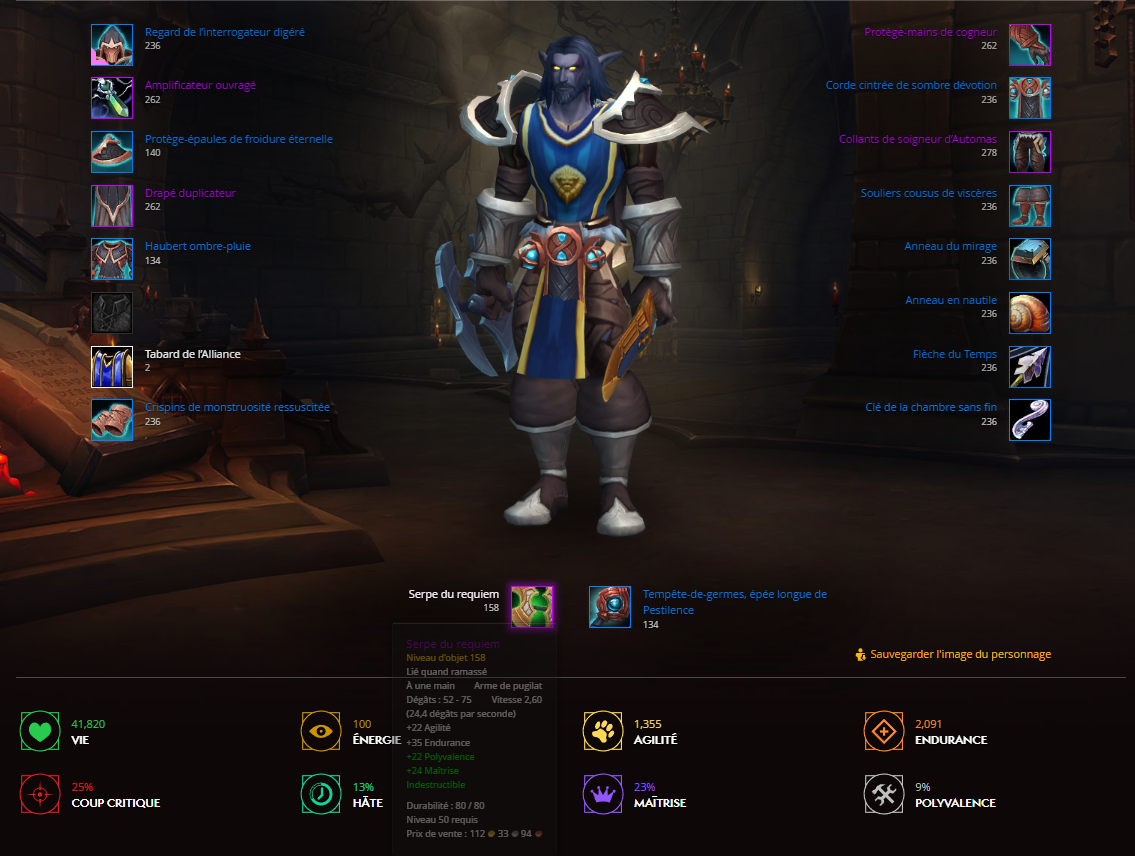 Regard de l'interrogateur digéré
236
Amplificateur ouvragé
262
Protège-épaules de froidure éternelle
140
Drapé duplicateur
262
Haubert ombre-pluie
134
Tabard de l'Alliance
2
Crispins de monstruosité ressuscitée
236
Protège-mains de cogneur
262
Corde cintrée de sombre dévotion
236
Collants de soigneur d'Automas
278
Souliers cousus de viscères
236
Anneau du mirage
236
Anneau en nautile
236
Flèche du Temps
236
Clé de la chambre sans fin
236
Serpe du requiem
158
Tempête-de-germes, épée longue de
Pestilence
134
Serpe du requiem
Niveau d'objet 158
Lié quand ramassé
À une main Arme de pugilat
Dégâts : 52 - 75 Vitesse 2,60
(24,4 dégâts par seconde)
+22 Agilité
+35 Endurance
+22 Polyvalence
+24 Maîtrise
Indestructible
Durabilité : 80 / 80
Niveau 50 requis
Prix de vente : 112 33 94
Sauvegarder l'image du personnage
41,820
VIE
100
ÉNERGIE
1,355
AGILITÉ
2,091
ENDURANCE
25%
COUP CRITIQUE
13%
HÂTE
23%
MAÎTRISE
9%
POLYVALENCE